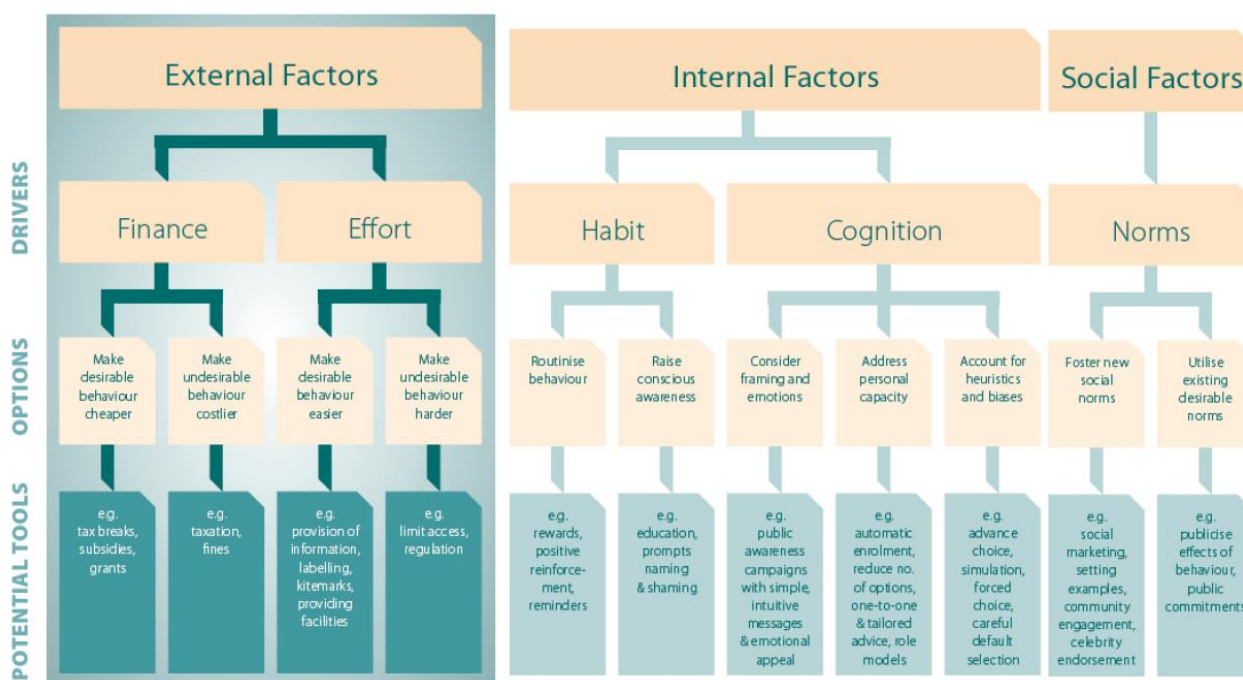 External Factors
Internal Factors
Social Factors
DRIVERS
Finance
Effort
Habit
Cognition
Norms
OPTIONS
Make
desirable
behaviour
cheaper
Make
undesirable
behaviour
costlier
Make
desirable
behaviour
easier
Make
undesirable
behaviour
harder
Routinise
behaviour
Raise
conscious
awareness
Consider
framing and
emotions
Address
personal
capacity
Account for
heuristics
and biases
Foster new
social
norms
Utilise
existing
desirable
norms
POTENTIAL TOOLS
e.g.
tax breaks,
subsidies,
grants
e.g.
taxation,
fines
e.g.
provision of
information,
labelling,
kitemarks,
providing
facilities
e.g.
limit access,
regulation
e.g.
rewards,
positive
reinforce-
ment,
reminders
e.g.
education,
prompts
naming
& shaming
e.g.
public
awareness
campaigns
with simple,
intuitive
messages
& emotional
appeal
e.g.
automatic
enrolment,
reduce no.
of options,
one-to-one
& tailored
advice, role
models
e.g.
advance
choice,
simulation,
forced
choice,
careful
default
selection
e.g.
social
marketing,
setting
examples,
community
engagement,
celebrity
endorsement
e.g.
publicise
effects of
behaviour,
public
commitments